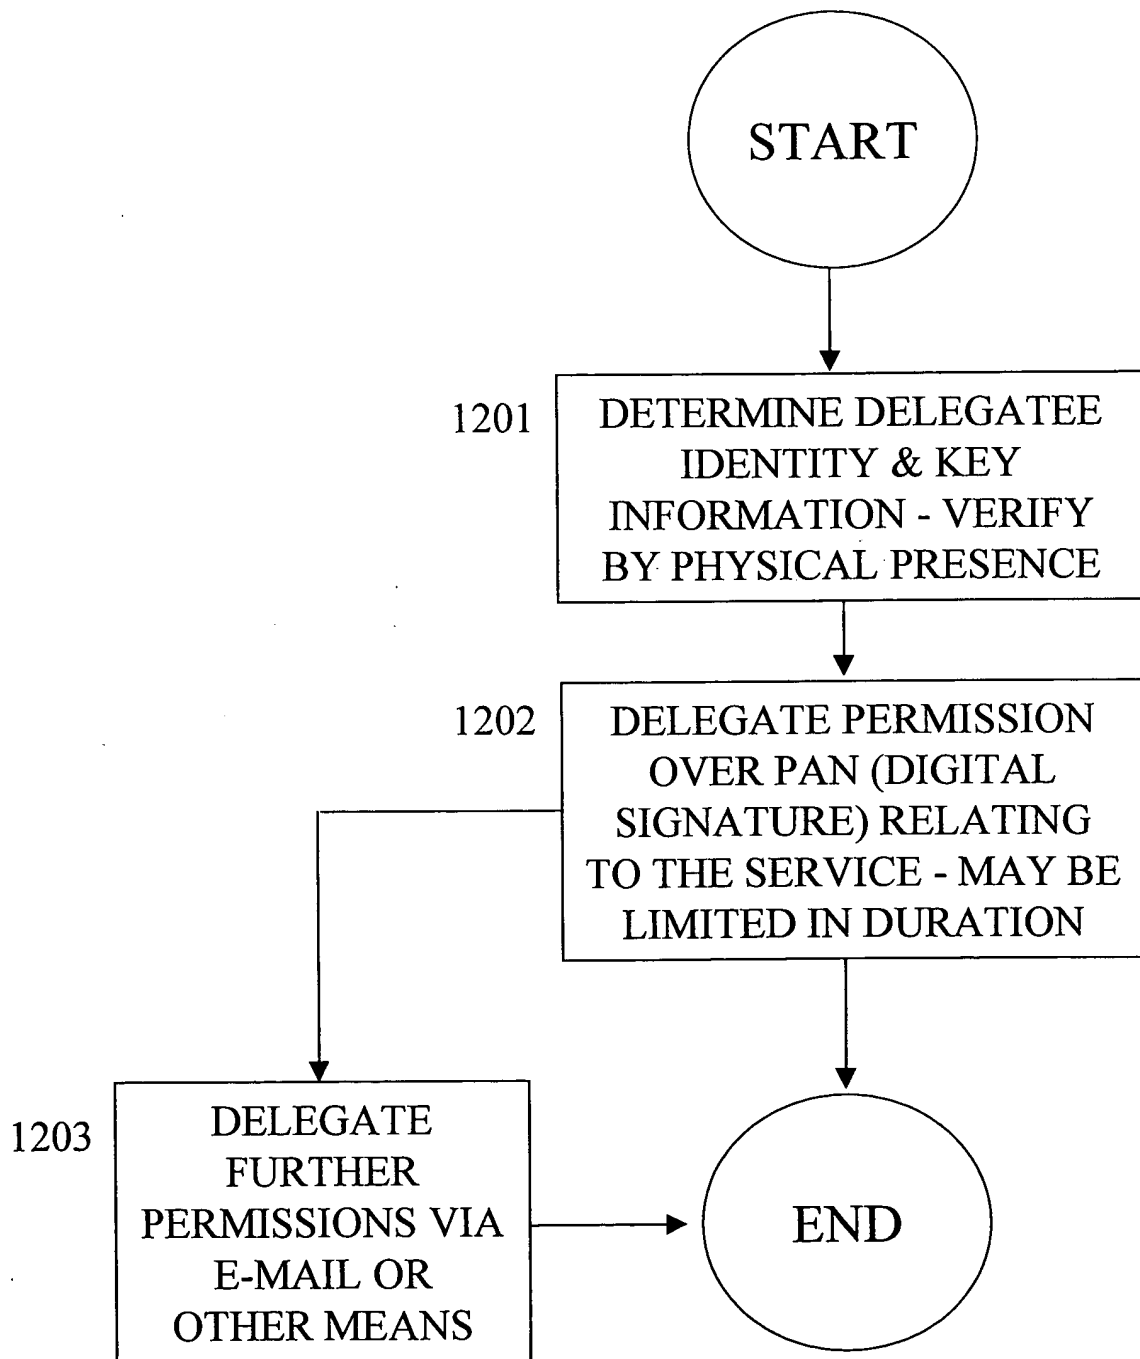 START
1201
DETERMINE DELEGATEE
IDENTITY & KEY
INFORMATION - VERIFY
BY PHYSICAL PRESENCE
1202
DELEGATE PERMISSION
OVER PAN (DIGITAL
SIGNATURE) RELATING
TO THE SERVICE - MAY BE
LIMITED IN DURATION
1203
DELEGATE
FURTHER
PERMISSIONS VIA
E-MAIL OR
OTHER MEANS
END